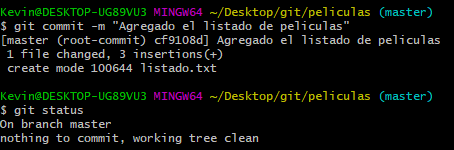 Kevin@DESKTOP-UG89VU3 MINGW64 ~/Desktop/git/peliculas (master)
$ git commit -m "Agregado el listado de peliculas"
[master (root-commit) cf9108d] Agregado el listado de peliculas
 1 file changed, 3 insertions(+)
 create mode 100644 listado.txt
Kevin@DESKTOP-UG89VU3 MINGW64 ~/Desktop/git/peliculas (master)
$ git status
On branch master
nothing to commit, working tree clean